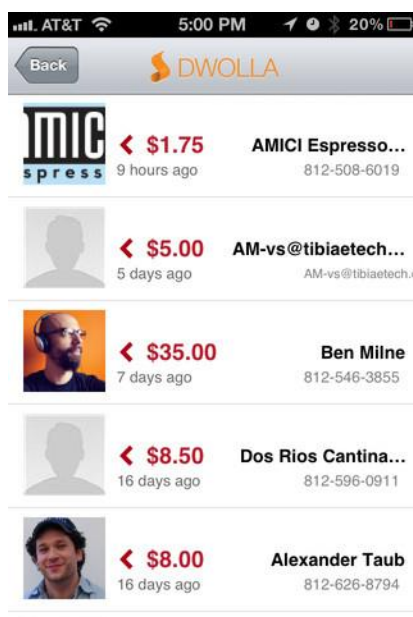 AT&T 5:00 PM 20%
Back DWOLLA
MIC
spress
$1.75 AMICI Espresso...
9 hours ago 812-508-6019
$5.00 AM-vs@tibiaetech...
5 days ago AM-vs@tibiaetech.
$35.00 Ben Milne
7 days ago 812-546-3855
$8.50 Dos Rios Cantina...
16 days ago 812-596-0911
$8.00 Alexander Taub
16 days ago 812-626-8794